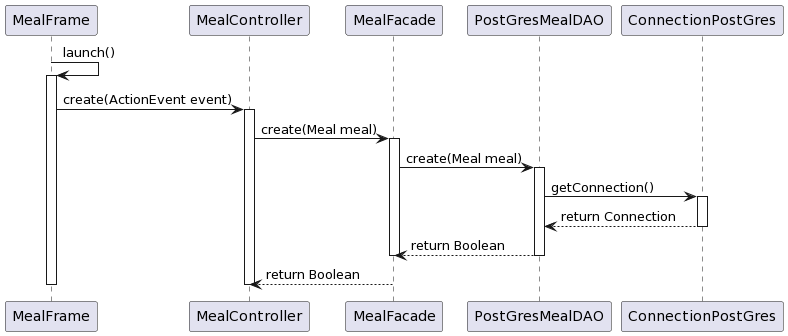 MealFrame
MealController
MealFacade
PostGresMealDAO
ConnectionPostGres
launch()
create(ActionEvent event)
create(Meal meal)
create(Meal meal)
getConnection()
return Connection
return Boolean
return Boolean
MealFrame
MealController
MealFacade
PostGresMealDAO
ConnectionPostGres